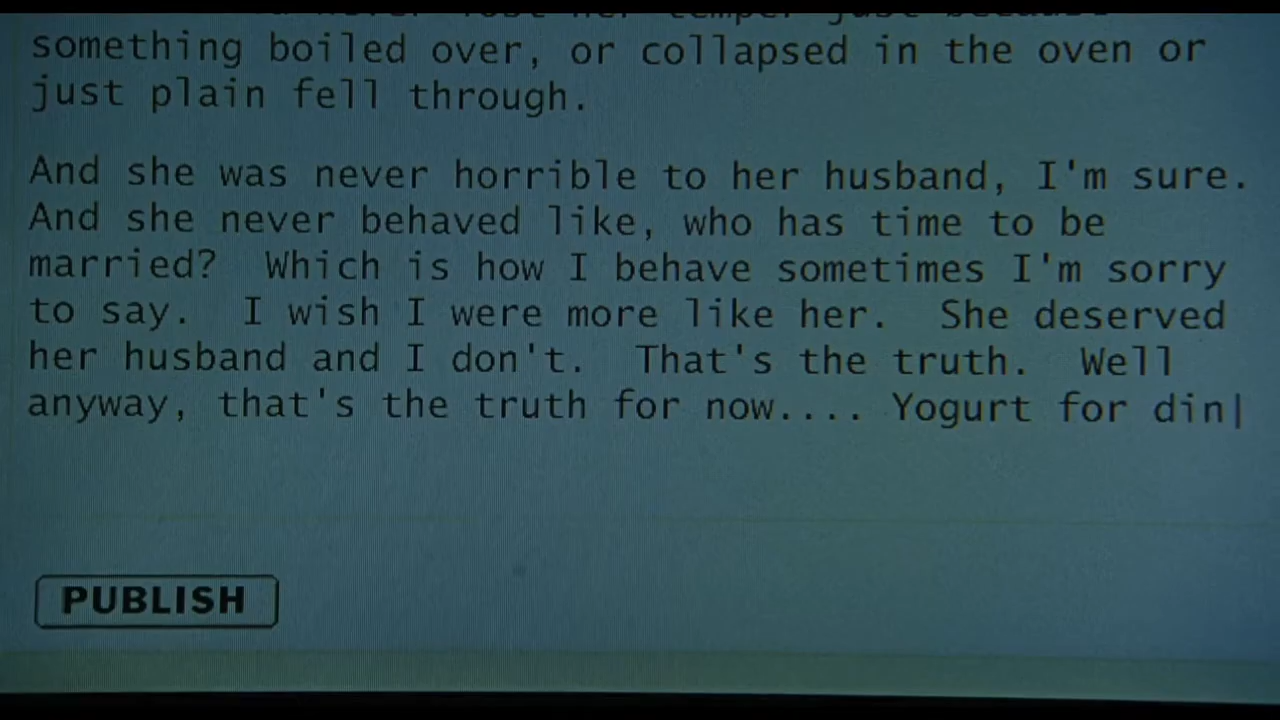 something boiled over, or collapsed in the oven or
just plain fell through.
And she was never horrible to her husband, I'm sure.
And she never behaved like, who has time to be
married?  Which is how I behave sometimes I'm sorry
to say.  I wish I were more like her.  She deserved
her husband and I don't.  That's the truth.  Well
anyway, that's the truth for now.... Yogurt for din
PUBLISH